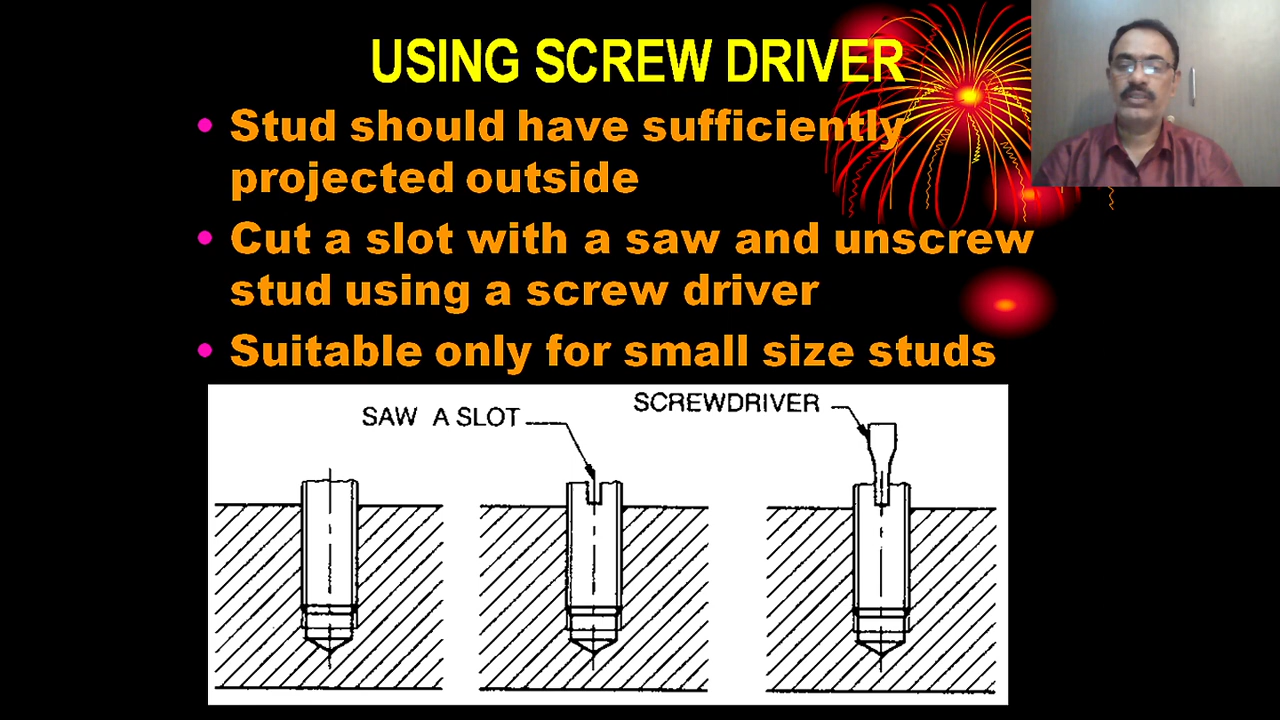 USING SCREW DRIVER
• Stud should have sufficiently
projected outside
• Cut a slot with a saw and unscrew
stud using a screw driver
• Suitable only for small size studs
SAW A SLOT
SCREWDRIVER